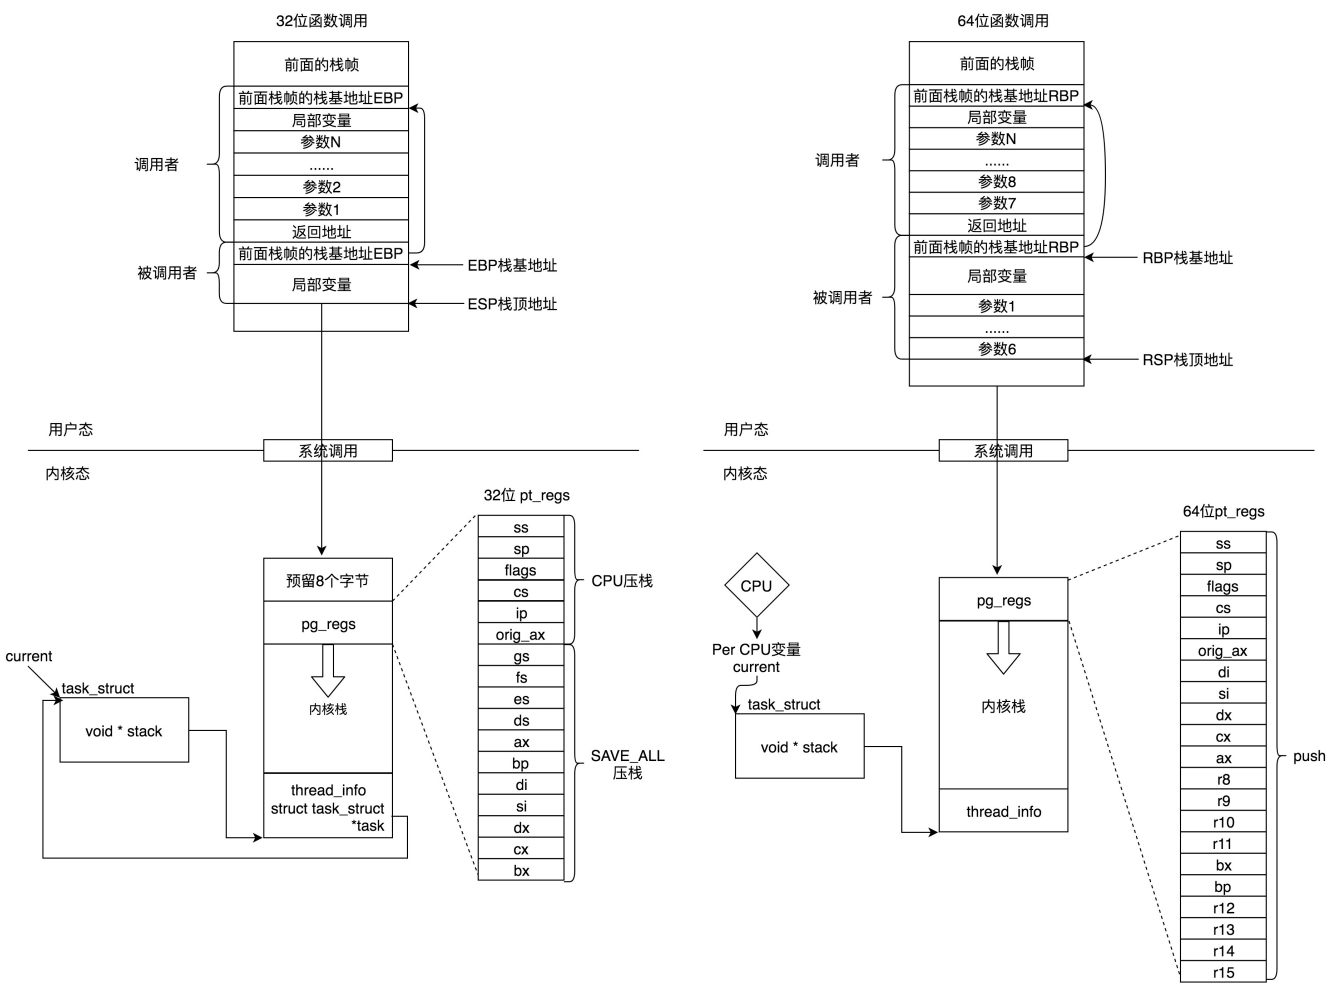 32位函数调用
前面的栈帧
前面栈帧的栈基地址EBP
局部变量
参数N
......
参数2
参数1
返回地址
前面栈帧的栈基地址EBP
局部变量
调用者
被调用者
EBP栈基地址
ESP栈顶地址
用户态
系统调用
内核态
32位 pt_regs
ss
sp
flags
cs
ip
orig_ax
gs
fs
es
ds
ax
bp
di
si
dx
cx
bx
CPU压栈
SAVE_ALL
压栈
预留8个字节
pg_regs
内核栈
thread_info
struct task_struct
*task
current
task_struct
void * stack
64位函数调用
前面的栈帧
前面栈帧的栈基地址RBP
局部变量
参数N
......
参数8
参数7
返回地址
前面栈帧的栈基地址RBP
局部变量
参数1
......
参数6
调用者
被调用者
RBP栈基地址
RSP栈顶地址
用户态
系统调用
内核态
64位pt_regs
ss
sp
flags
cs
ip
orig_ax
di
si
dx
cx
ax
r8
r9
r10
r11
bx
bp
r12
r13
r14
r15
push
CPU
Per CPU变量
current
task_struct
void * stack
pg_regs
内核栈
thread_info